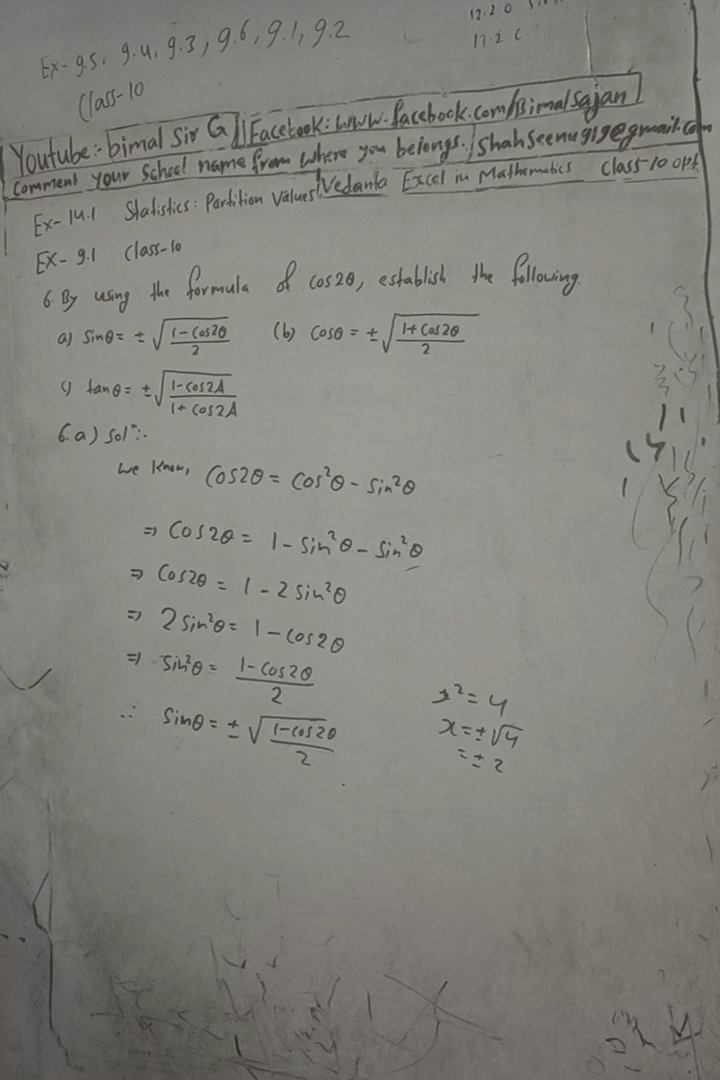 Ex- 9.5, 9.4, 9.3, 9.6, 9.1, 9.2
12.2 0
17.2 C
Class-10
Youtube:- bimal Sir G || Facebook: www.facebook.com/Bimalsajan
Comment your School name from where you belongs. | Shahseenu919@gmail.com
Ex- 14.1 Statistics: Partition Values | Vedanta Excel in Mathematics Class-10 opt.
EX- 9.1 Class-10
6. By using the formula of cos2θ, establish the following.
a) Sinθ = ± √((1-Cos2θ)/2) (b) Cosθ = ± √((1+Cos2θ)/2)
c) tanθ = ± √((1-Cos2A)/(1+Cos2A))
6.a) Solⁿ:-
We Know, Cos2θ = Cos²θ - Sin²θ
⇒ Cos2θ = 1 - Sin²θ - Sin²θ
⇒ Cos2θ = 1 - 2 Sin²θ
⇒ 2 Sin²θ = 1 - Cos2θ
⇒ Sin²θ = (1-Cos2θ)/2
∴ Sinθ = ± √((1-Cos2θ)/2)
x² = 4
x = ± √4
= ± 2